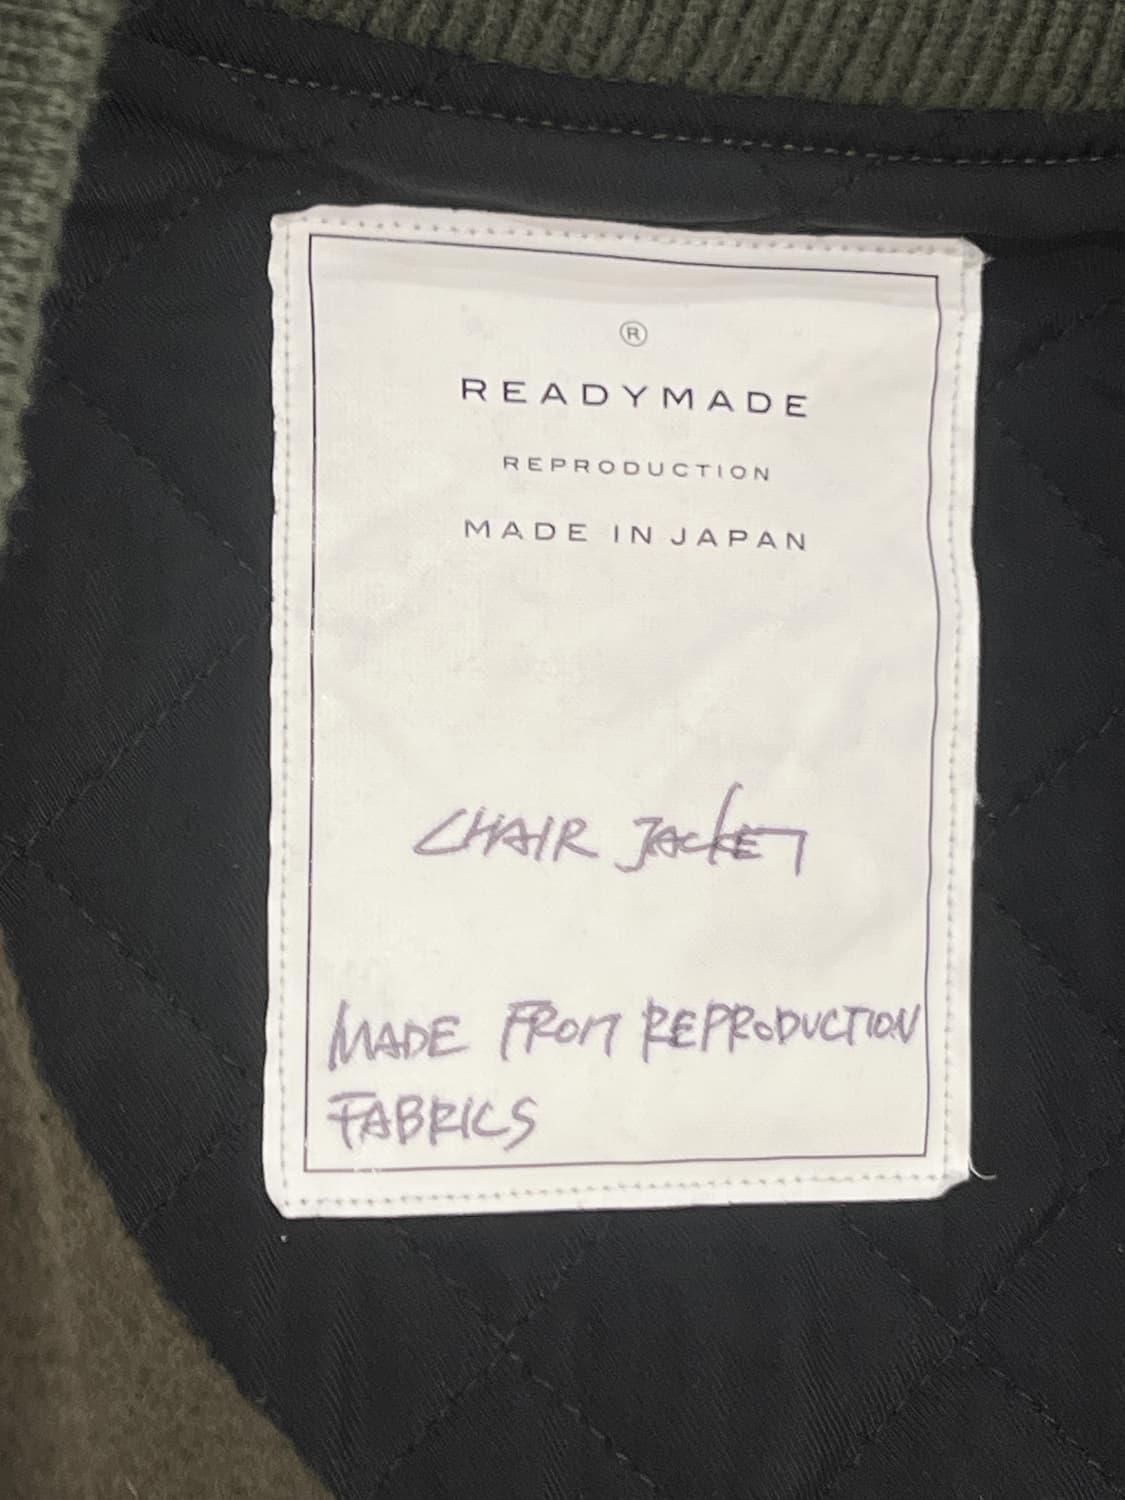 ®
READYMADE
REPRODUCTION
MADE IN JAPAN
CHAIR JACKET
MADE FROM REPRODUCTION
FABRICS